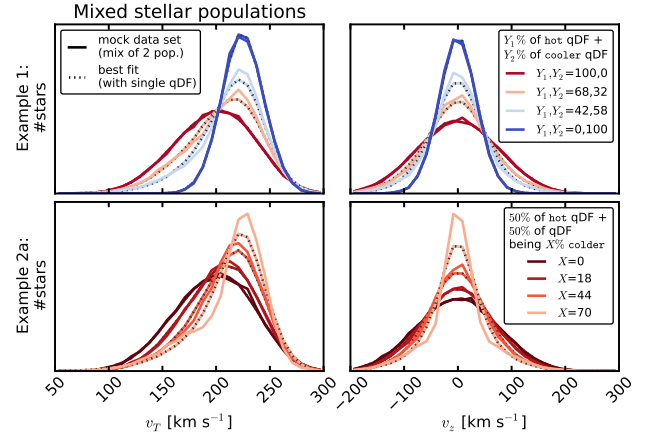 Mixed stellar populations
Example 1:
#stars
mock data set
(mix of 2 pop.)
best fit
(with single qDF)
Y₁% of hot qDF +
Y₂% of cooler qDF
Y₁,Y₂=100,0
Y₁,Y₂=68,32
Y₁,Y₂=42,58
Y₁,Y₂=0,100
Example 2a:
#stars
50% of hot qDF +
50% of qDF
being X% colder
X=0
X=18
X=44
X=70
50 100 150 200 250 300
−200 −100 0 100 200 300
v_T [km s⁻¹]
v_z [km s⁻¹]